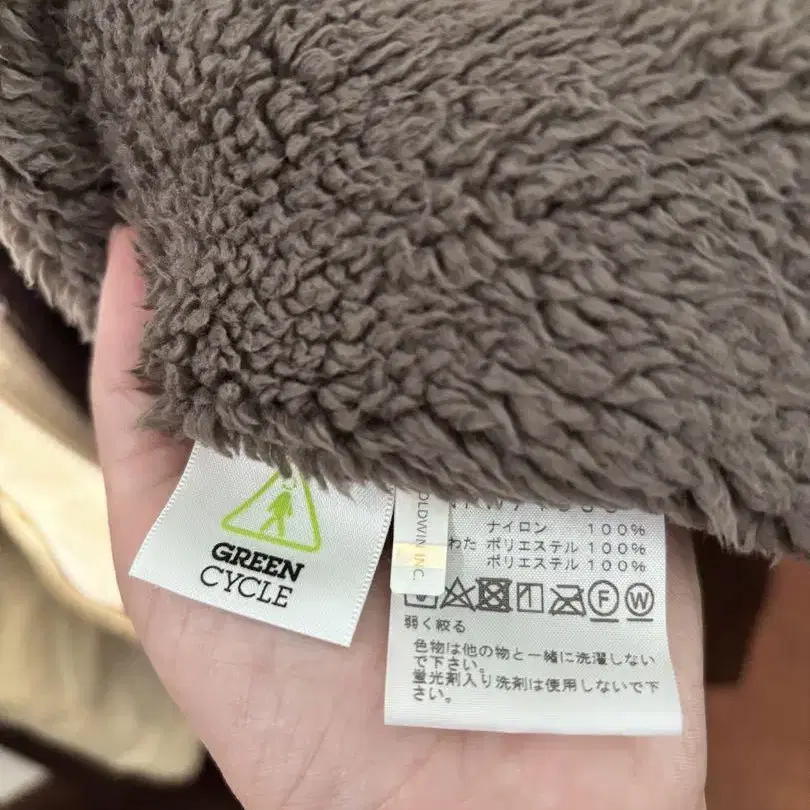 GREEN
CYCLE
OLDWIN INC.
ナイロン 100%
わた ポリエステル 100%
ポリエステル 100%
F W
弱く絞る
色物は他の物と一緒に洗濯しない
で下さい。
蛍光剤入り洗剤は使用しないで下
さい。